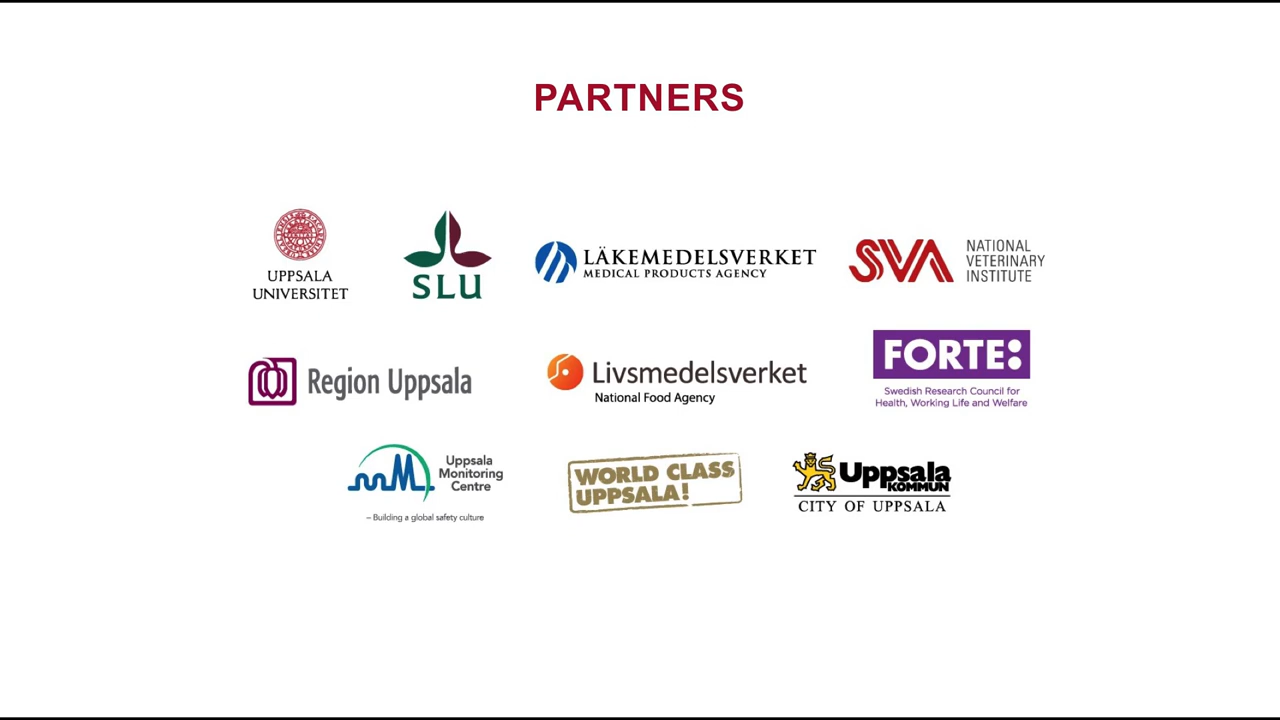 PARTNERS
UPPSALA
UNIVERSITET
SLU
LÄKEMEDELSVERKET
MEDICAL PRODUCTS AGENCY
SVA
NATIONAL
VETERINARY
INSTITUTE
Region Uppsala
Livsmedelsverket
National Food Agency
FORTE:
Swedish Research Council for
Health, Working Life and Welfare
Uppsala
Monitoring
Centre
– Building a global safety culture
WORLD CLASS
UPPSALA!
Uppsala
KOMMUN
CITY OF UPPSALA